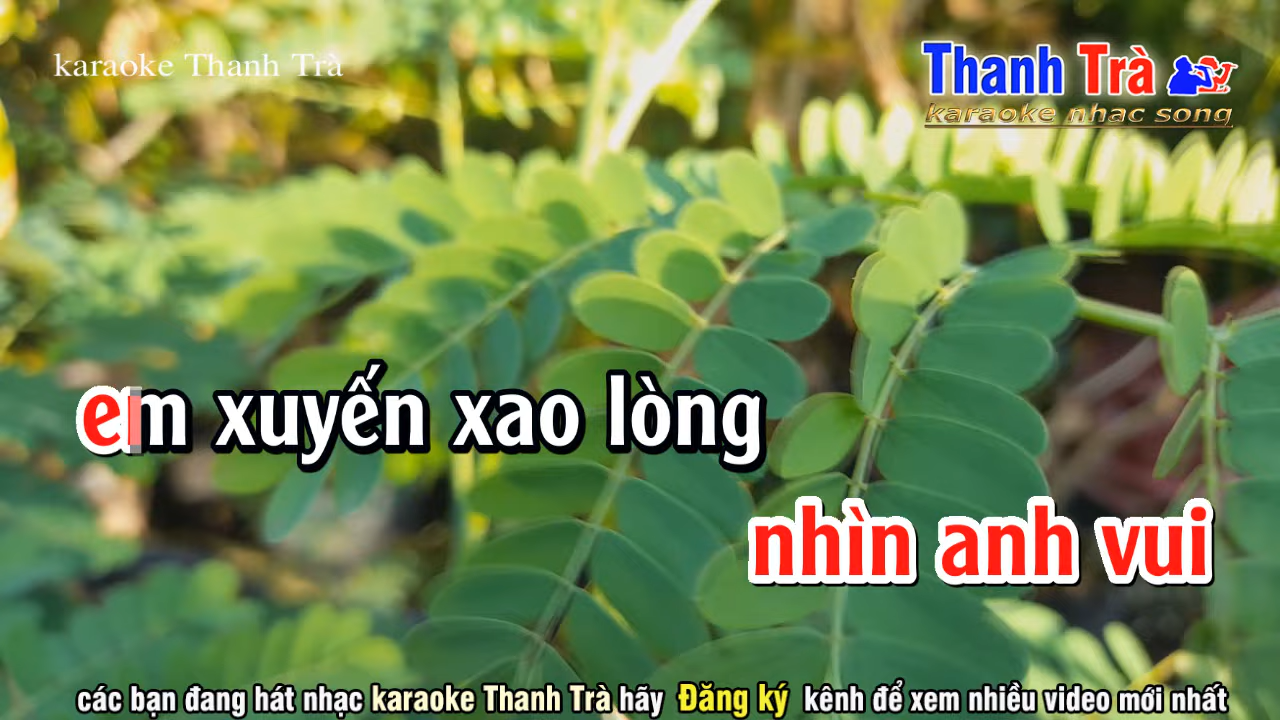 karaoke Thanh Trà
Thanh Trà
karaoke nhac song
em xuyến xao lòng
nhìn anh vui
các bạn đang hát nhạc karaoke Thanh Trà hãy Đăng ký kênh để xem nhiều video mới nhất